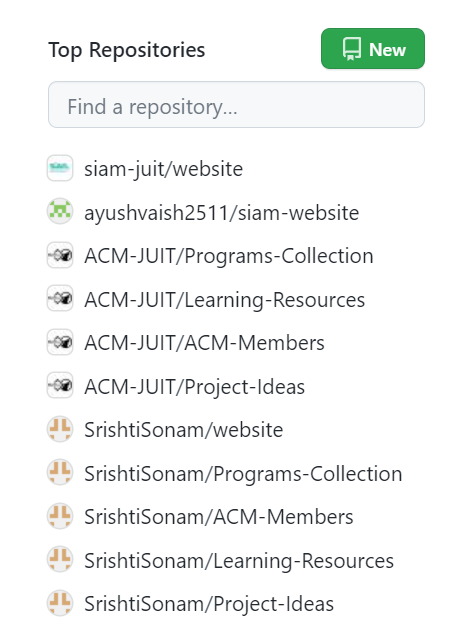 Top Repositories
New
Find a repository...
siam-juit/website
ayushvaish2511/siam-website
ACM-JUIT/Programs-Collection
ACM-JUIT/Learning-Resources
ACM-JUIT/ACM-Members
ACM-JUIT/Project-Ideas
SrishtiSonam/website
SrishtiSonam/Programs-Collection
SrishtiSonam/ACM-Members
SrishtiSonam/Learning-Resources
SrishtiSonam/Project-Ideas